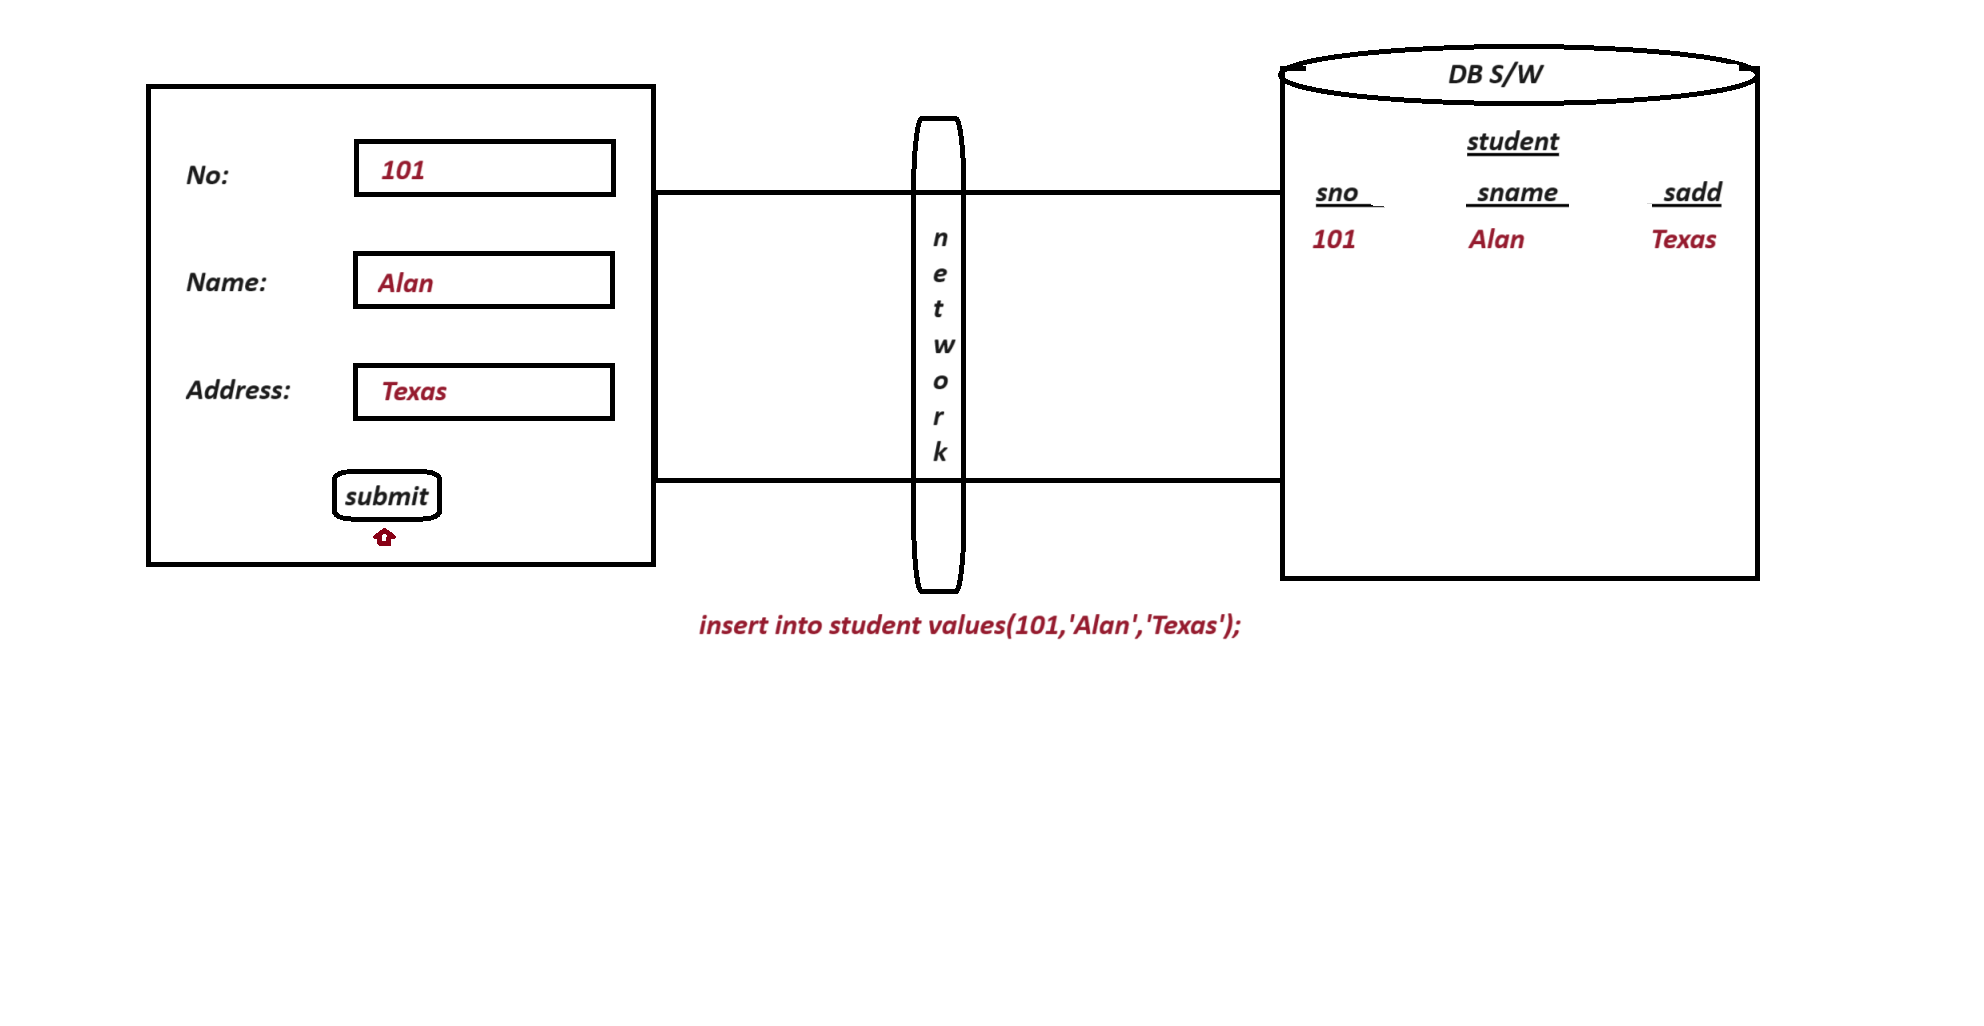 No:
101
Name:
Alan
Address:
Texas
submit
n
e
t
w
o
r
k
DB S/W
student
sno sname sadd
101 Alan Texas
insert into student values(101,'Alan','Texas');